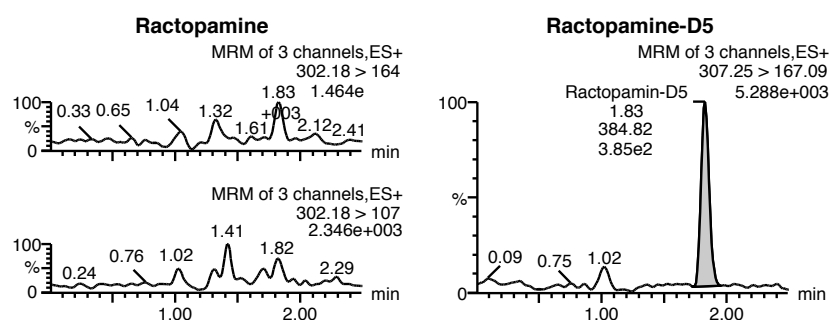 Ractopamine
MRM of 3 channels,ES+
302.18 > 164
1.464e
+003
100
%
0
0.33
0.65
1.04
1.32
1.61
1.83
2.12
2.41
min
MRM of 3 channels,ES+
302.18 > 107
2.346e+003
100
%
0
0.24
0.76
1.02
1.41
1.82
2.29
min
1.00
2.00
Ractopamine-D5
MRM of 3 channels,ES+
307.25 > 167.09
5.288e+003
Ractopamin-D5
1.83
384.82
3.85e2
100
%
0
0.09
0.75
1.02
min
1.00
2.00